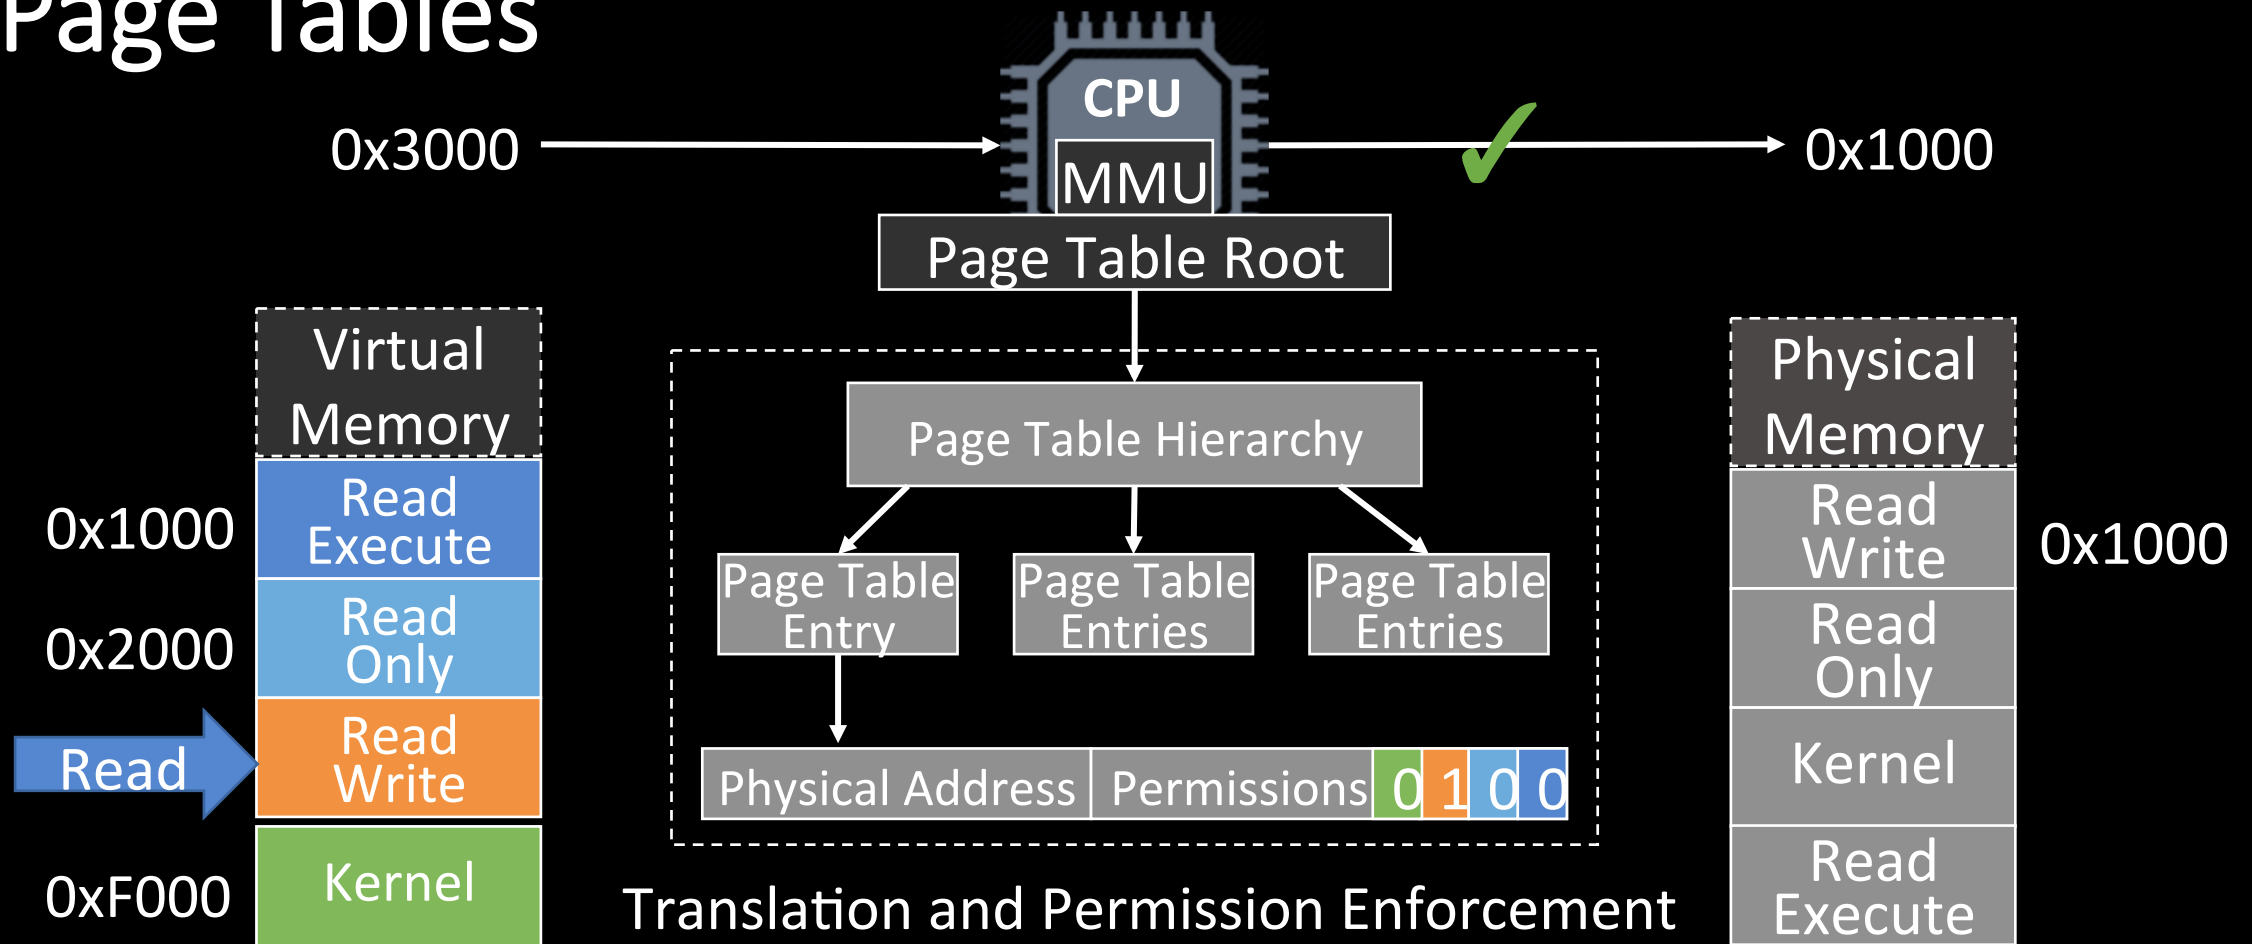 Page Tables
CPU
0x3000
0x1000
MMU
Page Table Root
Virtual
Memory
Physical
Memory
Page Table Hierarchy
0x1000
Read
Execute
Read
Write
0x1000
0x2000
Read
Only
Page Table
Entry
Page Table
Entries
Page Table
Entries
Read
Only
Read
Read
Write
Physical Address
Permissions
0
1
0
0
Kernel
0xF000
Kernel
Translation and Permission Enforcement
Read
Execute